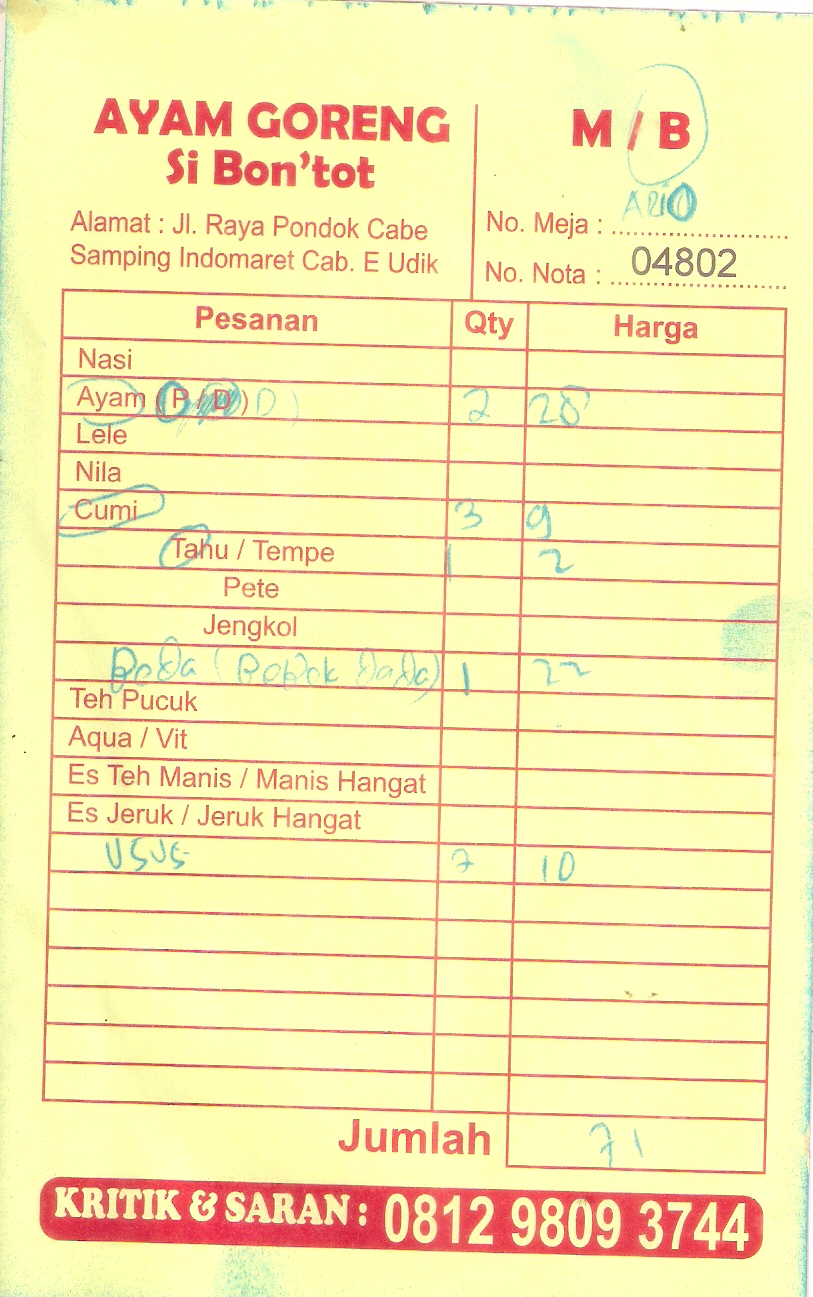 AYAM GORENG
Si Bon'tot
Alamat : Jl. Raya Pondok Cabe
Samping Indomaret Cab. E Udik
M / B
No. Meja : ARIO
No. Nota : 04802
Pesanan Qty Harga
Nasi
Ayam (P / D) D) 2 28
Lele
Nila
Cumi 3 9
Tahu / Tempe 1 2
Pete
Jengkol
(Bebek Dada) 1 22
Teh Pucuk
Aqua / Vit
Es Teh Manis / Manis Hangat
Es Jeruk / Jeruk Hangat
USUS 7 10
Jumlah 71
KRITIK & SARAN : 0812 9809 3744